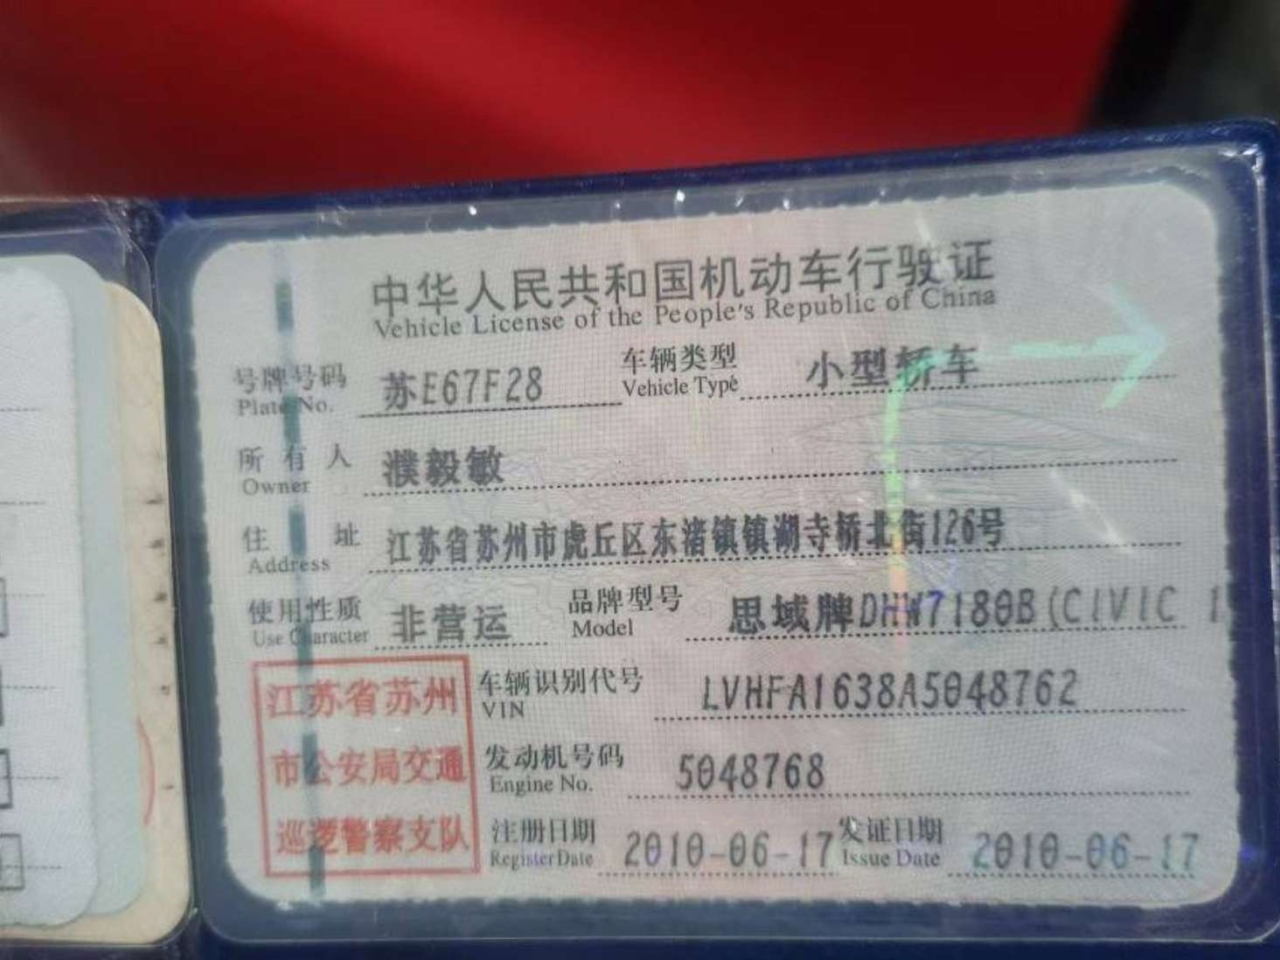 中华人民共和国机动车行驶证
Vehicle License of the People's Republic of China
号牌号码 苏E67F28 车辆类型 小型轿车
Plate No. Vehicle Type
所有人 濮毅敏
Owner
住址 江苏省苏州市虎丘区东渚镇镇湖寺桥北街126号
Address
使用性质 非营运 品牌型号 思域牌DHW7180B(CIVIC 1
Use Character Model
江苏省苏州
市公安局交通
巡逻警察支队
车辆识别代号 LVHFA1638A5048762
VIN
发动机号码 5048768
Engine No.
注册日期 2010-06-17 发证日期 2010-06-17
Register Date Issue Date